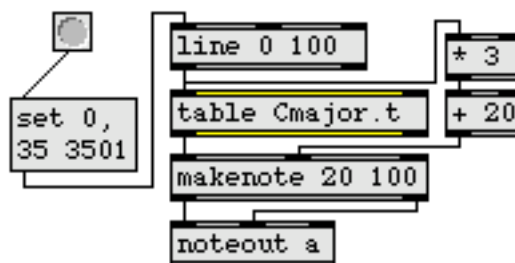 line 0 100
* 3
set 0,
35 3501
table Cmajor.t
+ 20
makenote 20 100
noteout a